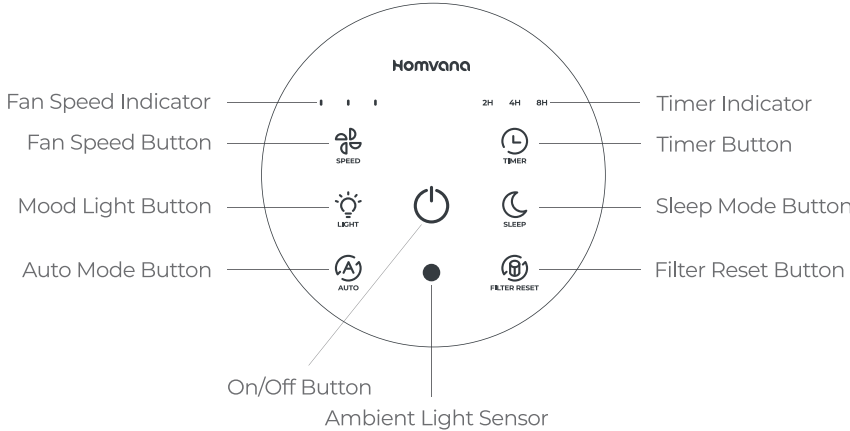 Homvana
Fan Speed Indicator
2H 4H 8H
Timer Indicator
Fan Speed Button
SPEED
TIMER
Timer Button
Mood Light Button
LIGHT
SLEEP
Sleep Mode Button
Auto Mode Button
AUTO
FILTER RESET
Filter Reset Button
On/Off Button
Ambient Light Sensor